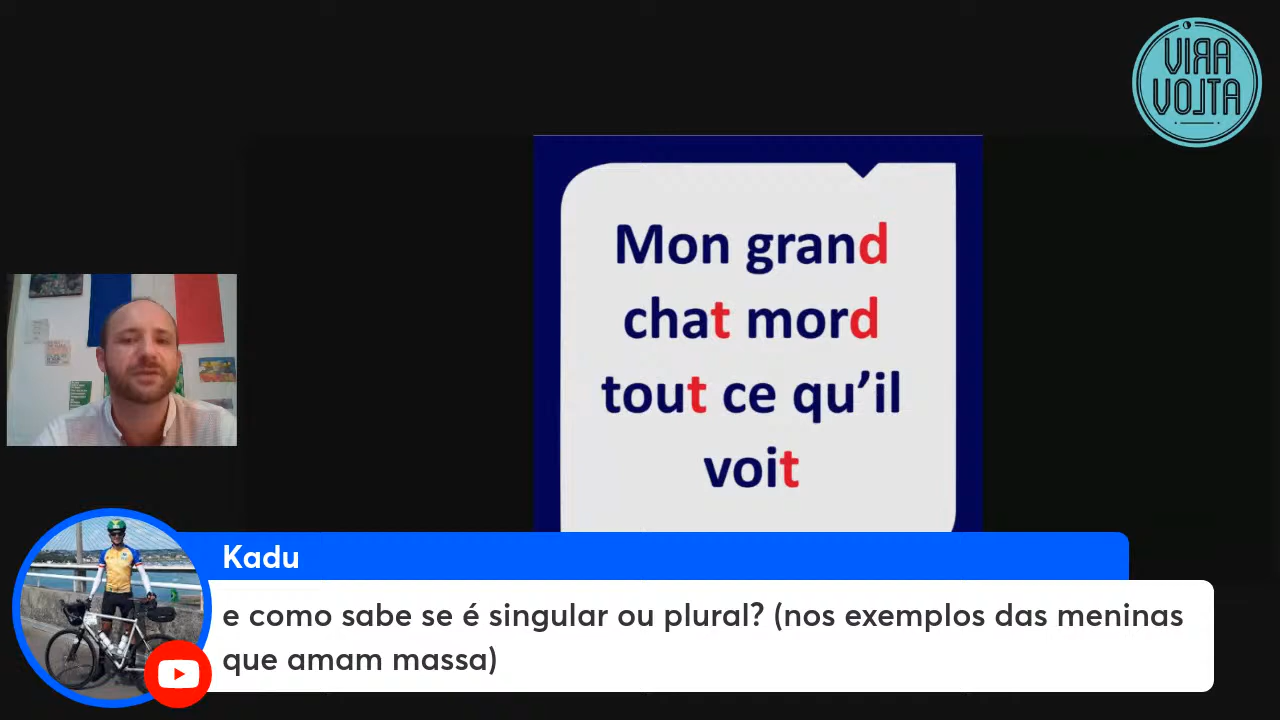 VIRA
VOLTA
Mon grand
chat mord
tout ce qu’il
voit
Kadu
e como sabe se é singular ou plural? (nos exemplos das meninas
que amam massa)